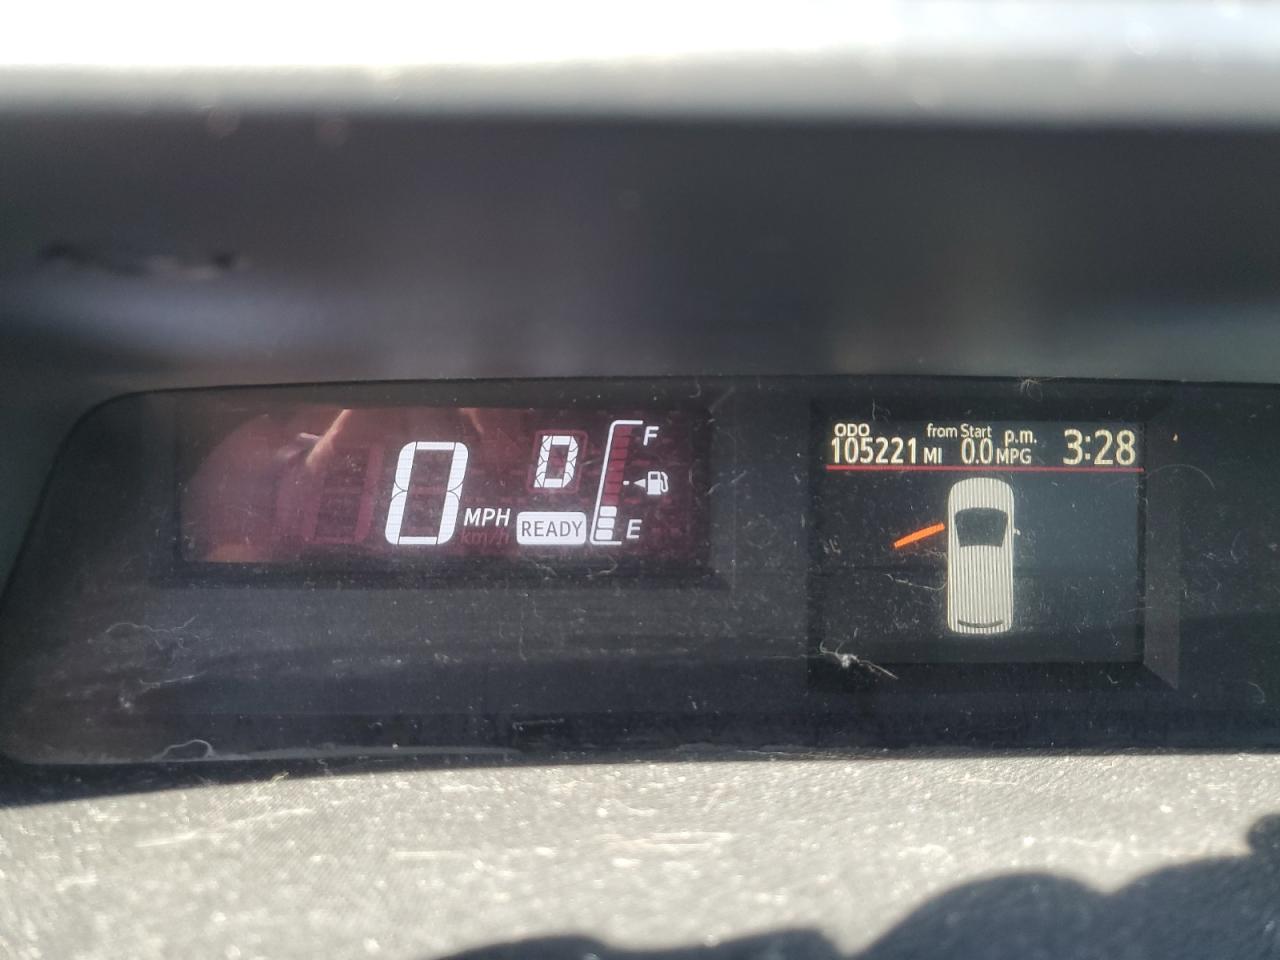 0 MPH
km/h
D
READY
F
E
ODO from Start p.m.
105221 MI 0.0 MPG 3:28